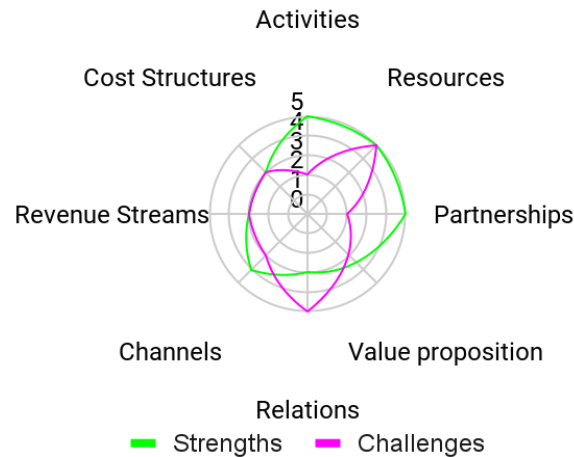 Activities
Cost Structures
Resources
5
4
3
2
1
0
Revenue Streams
Partnerships
Channels
Value proposition
Relations
Strengths
Challenges